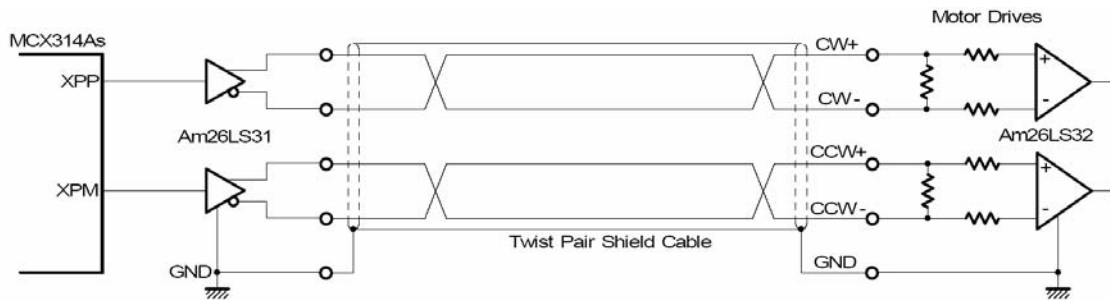 Motor Drives
MCX314As
CW+
XPP
CW-
Am26LS31
CCW+
Am26LS32
XPM
CCW-
Twist Pair Shield Cable
GND
GND
+
-
+
-